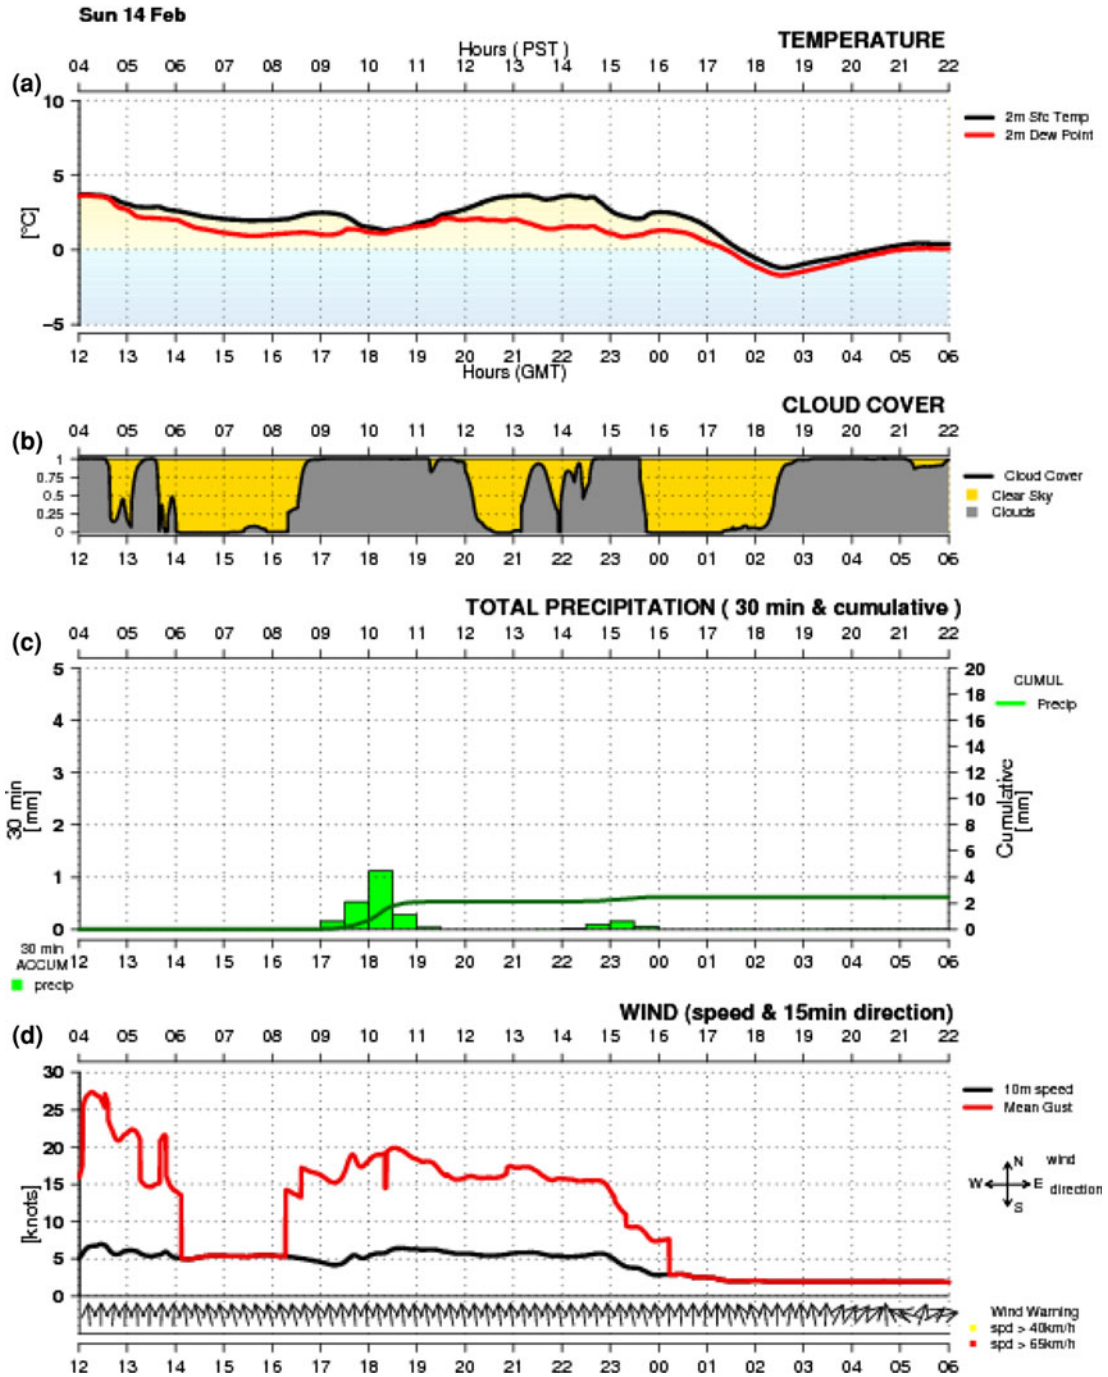 Sun 14 Feb
TEMPERATURE
Hours ( PST )
(a)
04 05 06 07 08 09 10 11 12 13 14 15 16 17 18 19 20 21 22
10
5
0
−5
[°C]
2m Sfc Temp
2m Dew Point
12 13 14 15 16 17 18 19 20 21 22 23 00 01 02 03 04 05 06
Hours (GMT)
CLOUD COVER
(b)
04 05 06 07 08 09 10 11 12 13 14 15 16 17 18 19 20 21 22
1
0.75
0.5
0.25
0
Cloud Cover
Clear Sky
Clouds
12 13 14 15 16 17 18 19 20 21 22 23 00 01 02 03 04 05 06
TOTAL PRECIPITATION ( 30 min & cumulative )
(c)
04 05 06 07 08 09 10 11 12 13 14 15 16 17 18 19 20 21 22
5
4
3
2
1
0
30 min
[mm]
20
18
16
14
12
10
8
6
4
2
0
Cumulative
[mm]
CUMUL
Precip
30 min
ACCUM
precip
12 13 14 15 16 17 18 19 20 21 22 23 00 01 02 03 04 05 06
WIND (speed & 15min direction)
(d)
04 05 06 07 08 09 10 11 12 13 14 15 16 17 18 19 20 21 22
30
25
20
15
10
5
0
[knots]
10m speed
Mean Gust
N
wind
W E
direction
S
Wind Warning
spd > 40km/h
spd > 65km/h
12 13 14 15 16 17 18 19 20 21 22 23 00 01 02 03 04 05 06